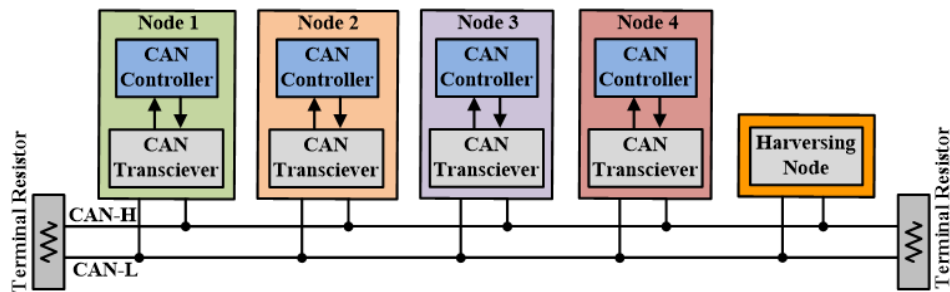 Node 1
CAN
Controller
CAN
Transciever
Node 2
CAN
Controller
CAN
Transciever
Node 3
CAN
Controller
CAN
Transciever
Node 4
CAN
Controller
CAN
Transciever
Harversing
Node
Terminal Resistor
CAN-H
CAN-L
Terminal Resistor